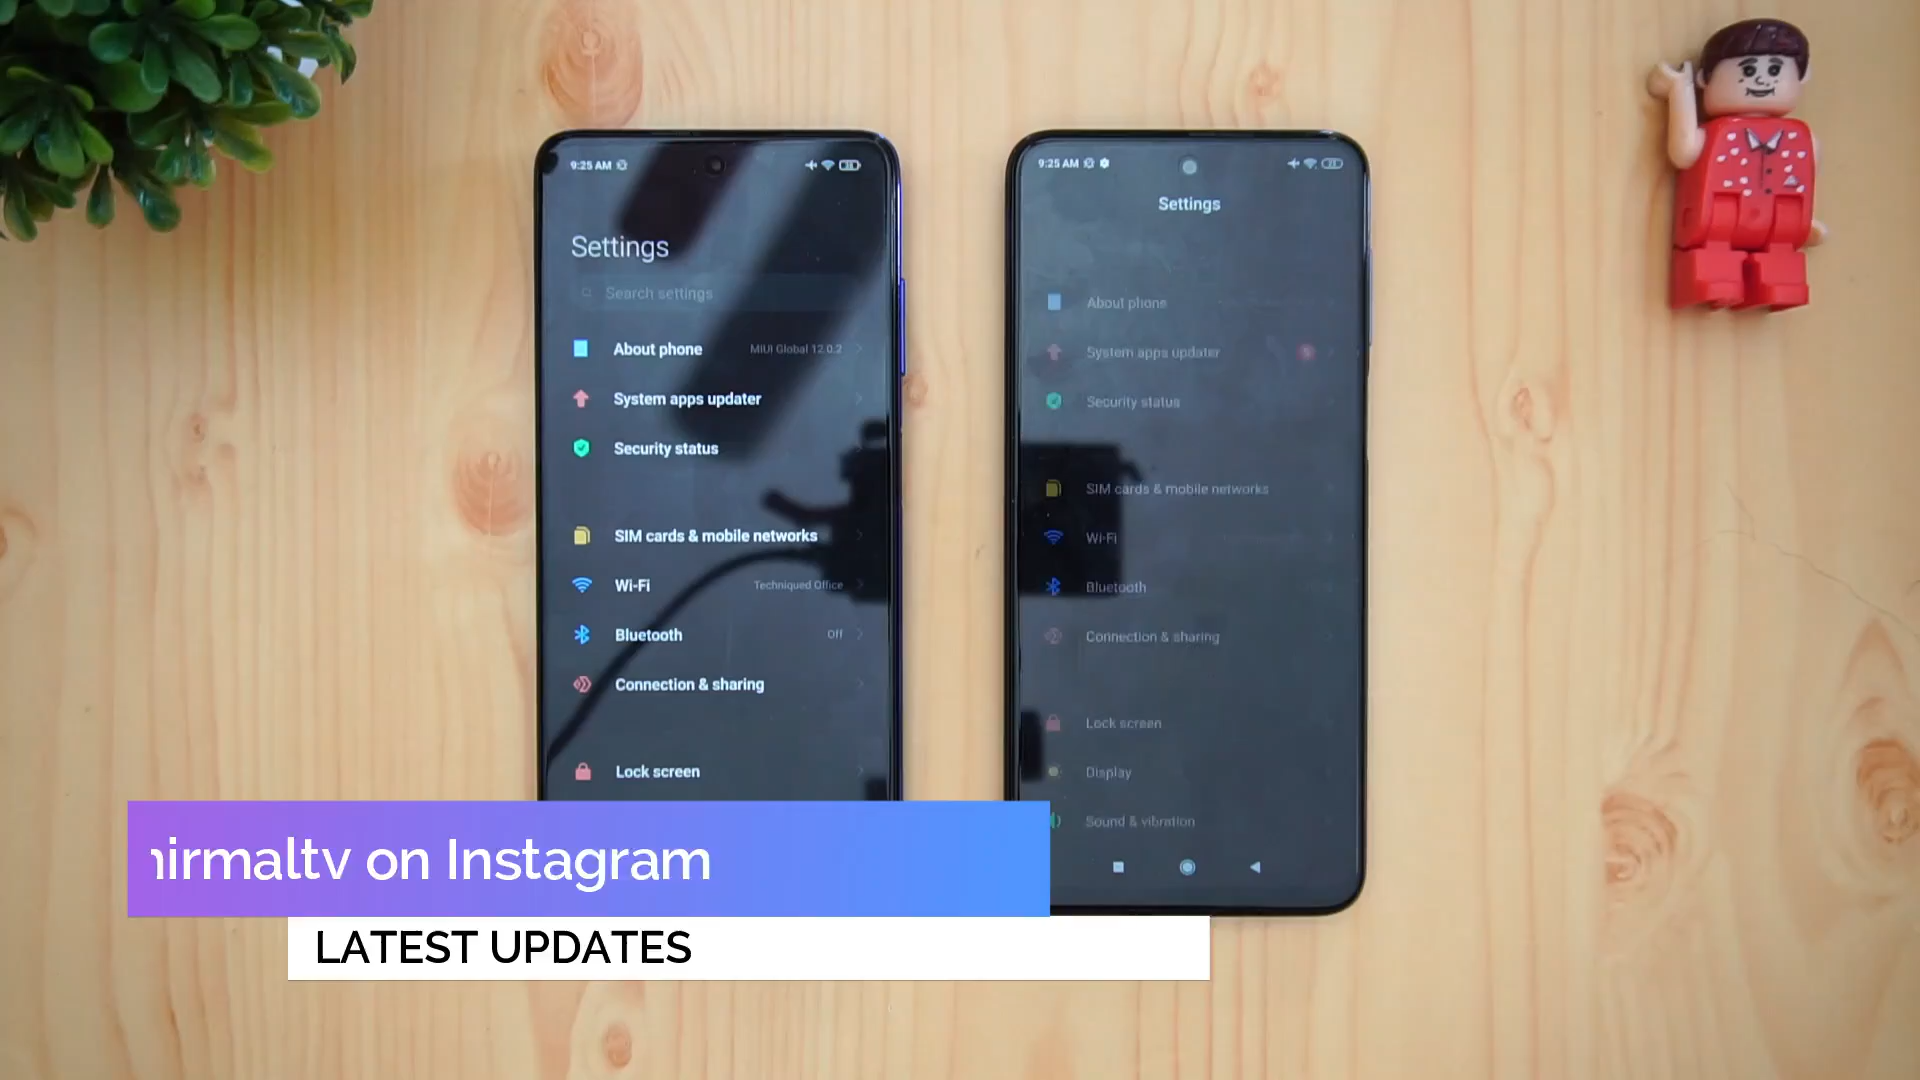 9:25 AM
Settings
Search settings
About phone MIUI Global 12.0.2
System apps updater
Security status
SIM cards & mobile networks
Wi-Fi Techniqued Office
Bluetooth Off
Connection & sharing
Lock screen
9:25 AM
Settings
About phone
System apps updater
Security status
SIM cards & mobile networks
Wi-Fi
Bluetooth
Connection & sharing
Lock screen
Display
Sound & vibration
nirmaltv on Instagram
LATEST UPDATES